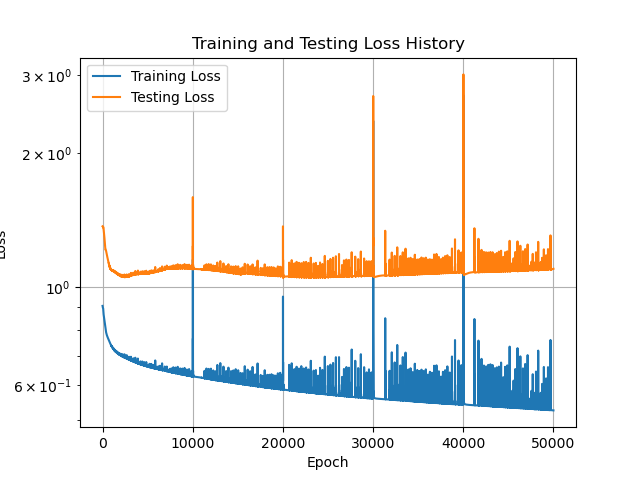 Training and Testing Loss History
3 × 10⁰
2 × 10⁰
10⁰
6 × 10⁻¹
Loss
Training Loss
Testing Loss
0 10000 20000 30000 40000 50000
Epoch